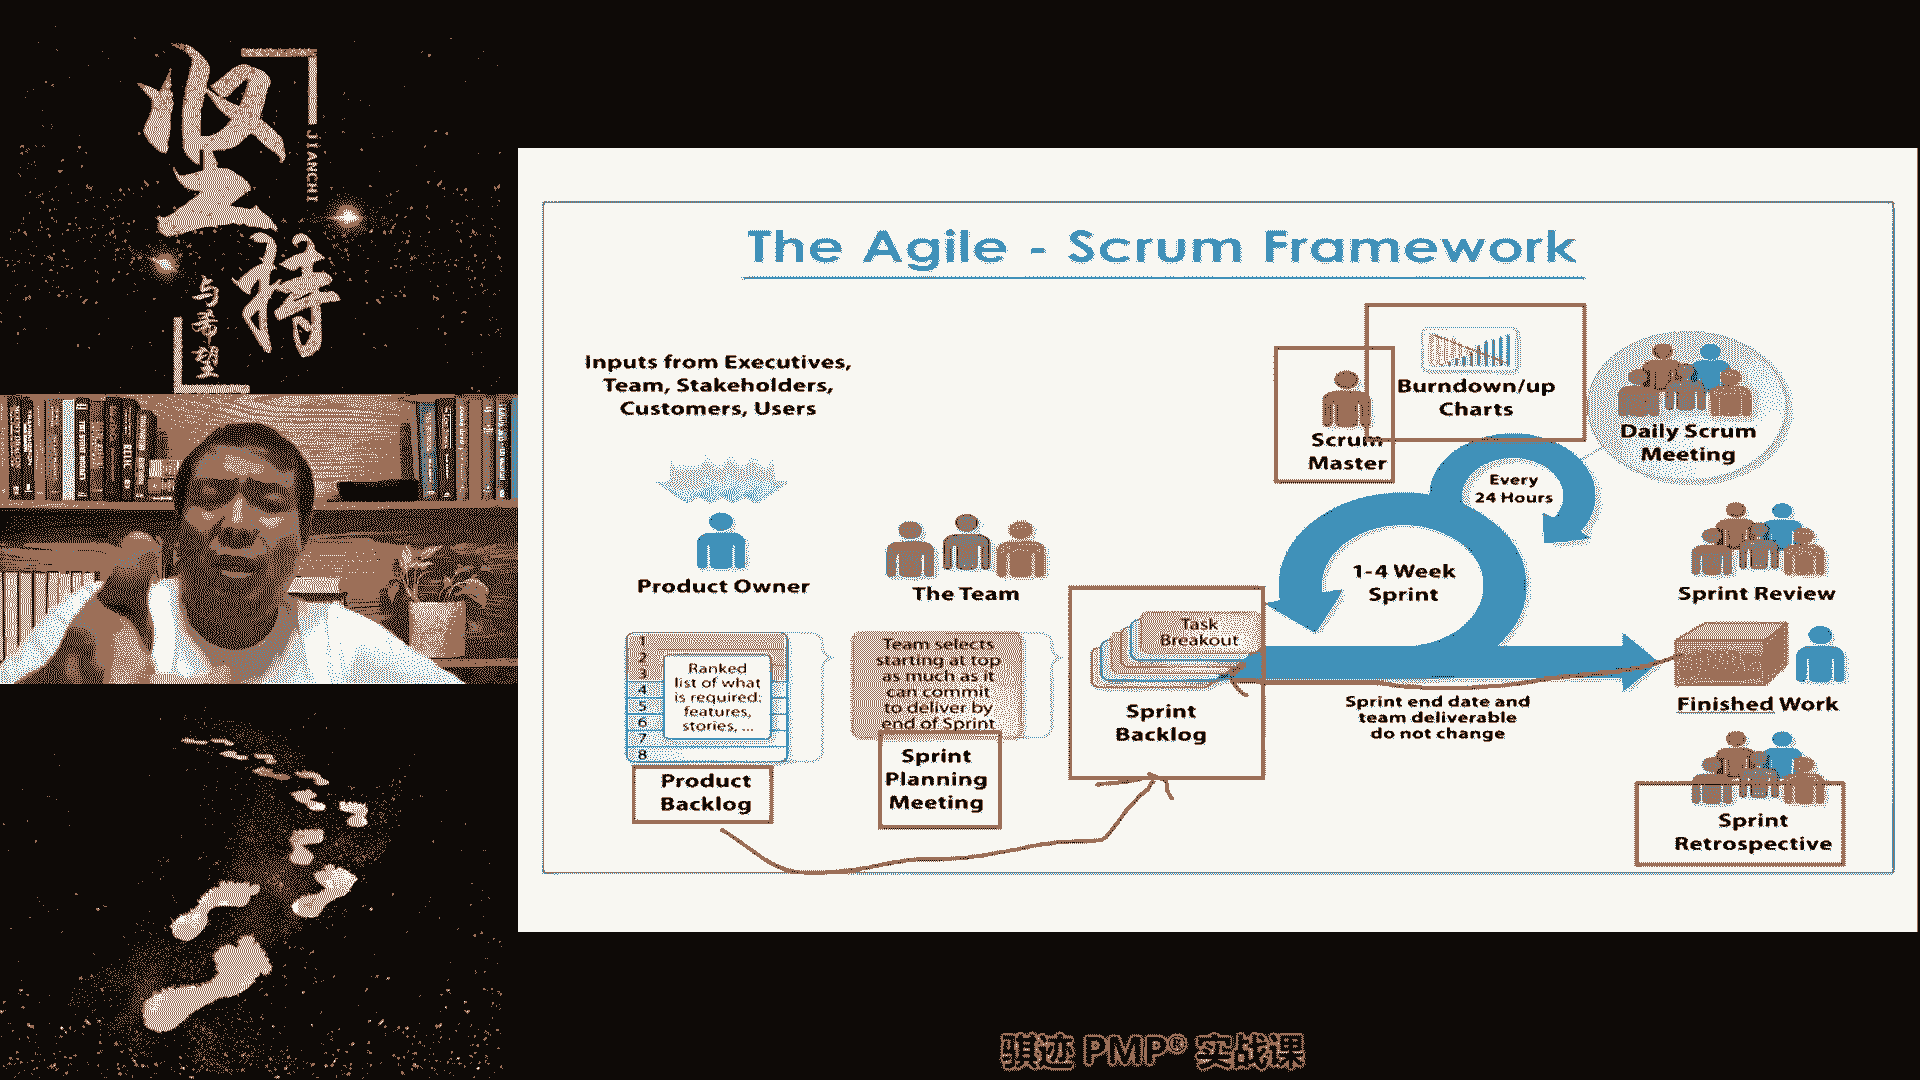 坚持
JIANCHI
与希望
The Agile - Scrum Framework
Inputs from Executives,
Team, Stakeholders,
Customers, Users
Product Owner
The Team
1
2
3
4
5
6
7
8
Ranked
list of what
is required:
features,
stories, ...
Product
Backlog
Team selects
starting at top
as much as it
can commit
to deliver by
end of Sprint
Sprint
Planning
Meeting
Task
Breakout
Sprint
Backlog
Scrum
Master
Burndown/up
Charts
Daily Scrum
Meeting
Every
24 Hours
1-4 Week
Sprint
Sprint end date and
team deliverable
do not change
Sprint Review
Finished Work
Sprint
Retrospective
骐迹 PMP® 实战课